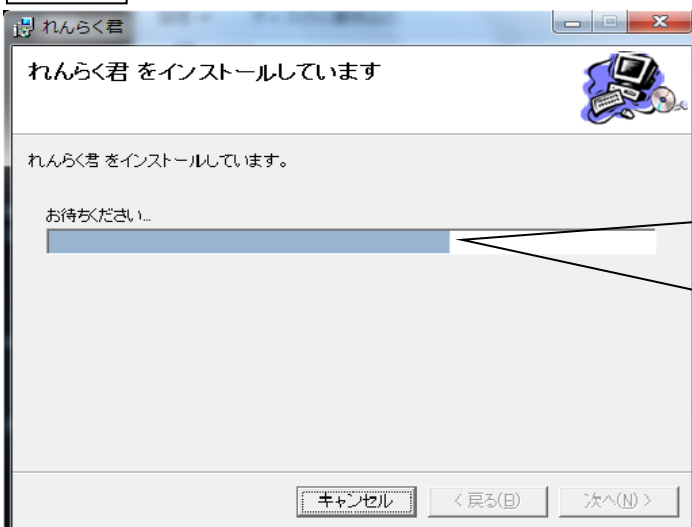 れんらく君
れんらく君 をインストールしています
れんらく君 をインストールしています。
お待ちください...
キャンセル
< 戻る(B)
次へ(N) >